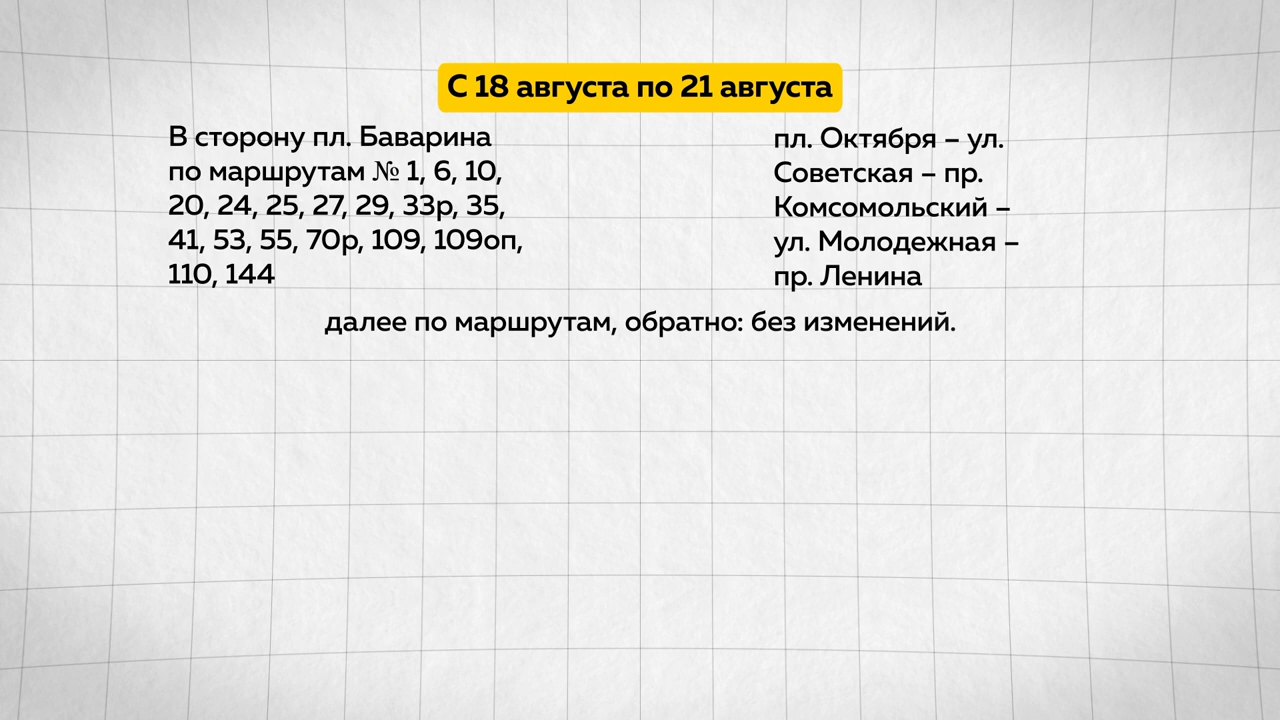 С 18 августа по 21 августа
В сторону пл. Баварина
по маршрутам № 1, 6, 10,
20, 24, 25, 27, 29, 33р, 35,
41, 53, 55, 70р, 109, 109оп,
110, 144
пл. Октября – ул.
Советская – пр.
Комсомольский –
ул. Молодежная –
пр. Ленина
далее по маршрутам, обратно: без изменений.